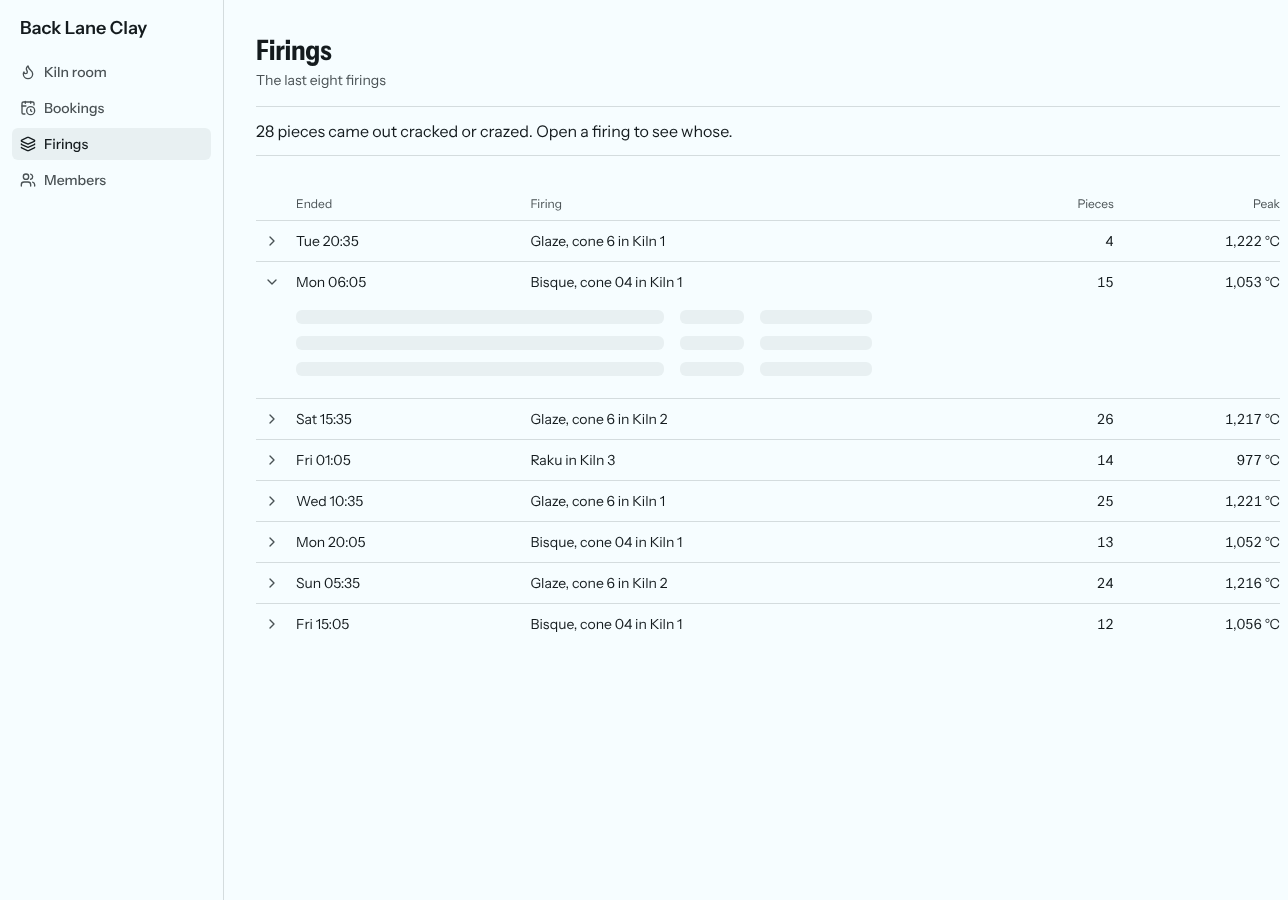 Back Lane Clay
Kiln room
Bookings
Firings
Members
Firings
The last eight firings
28 pieces came out cracked or crazed. Open a firing to see whose.
Ended Firing Pieces Peak
Tue 20:35 Glaze, cone 6 in Kiln 1 4 1,222 °C
Mon 06:05 Bisque, cone 04 in Kiln 1 15 1,053 °C
Sat 15:35 Glaze, cone 6 in Kiln 2 26 1,217 °C
Fri 01:05 Raku in Kiln 3 14 977 °C
Wed 10:35 Glaze, cone 6 in Kiln 1 25 1,221 °C
Mon 20:05 Bisque, cone 04 in Kiln 1 13 1,052 °C
Sun 05:35 Glaze, cone 6 in Kiln 2 24 1,216 °C
Fri 15:05 Bisque, cone 04 in Kiln 1 12 1,056 °C